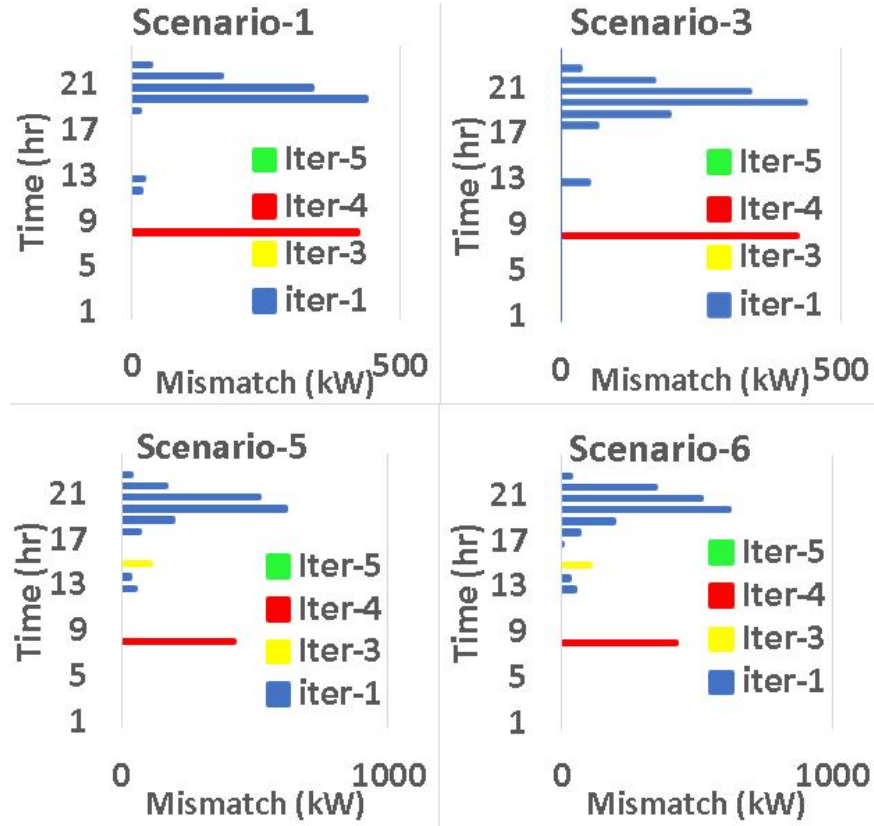 Scenario-1
Time (hr)
21
17
13
9
5
1
Iter-5
Iter-4
Iter-3
iter-1
0
500
Mismatch (kW)
Scenario-3
Time (hr)
21
17
13
9
5
1
Iter-5
Iter-4
Iter-3
iter-1
0
500
Mismatch (kW)
Scenario-5
Time (hr)
21
17
13
9
5
1
Iter-5
Iter-4
Iter-3
iter-1
0
1000
Mismatch (kW)
Scenario-6
Time (hr)
21
17
13
9
5
1
Iter-5
Iter-4
Iter-3
iter-1
0
1000
Mismatch (kW)